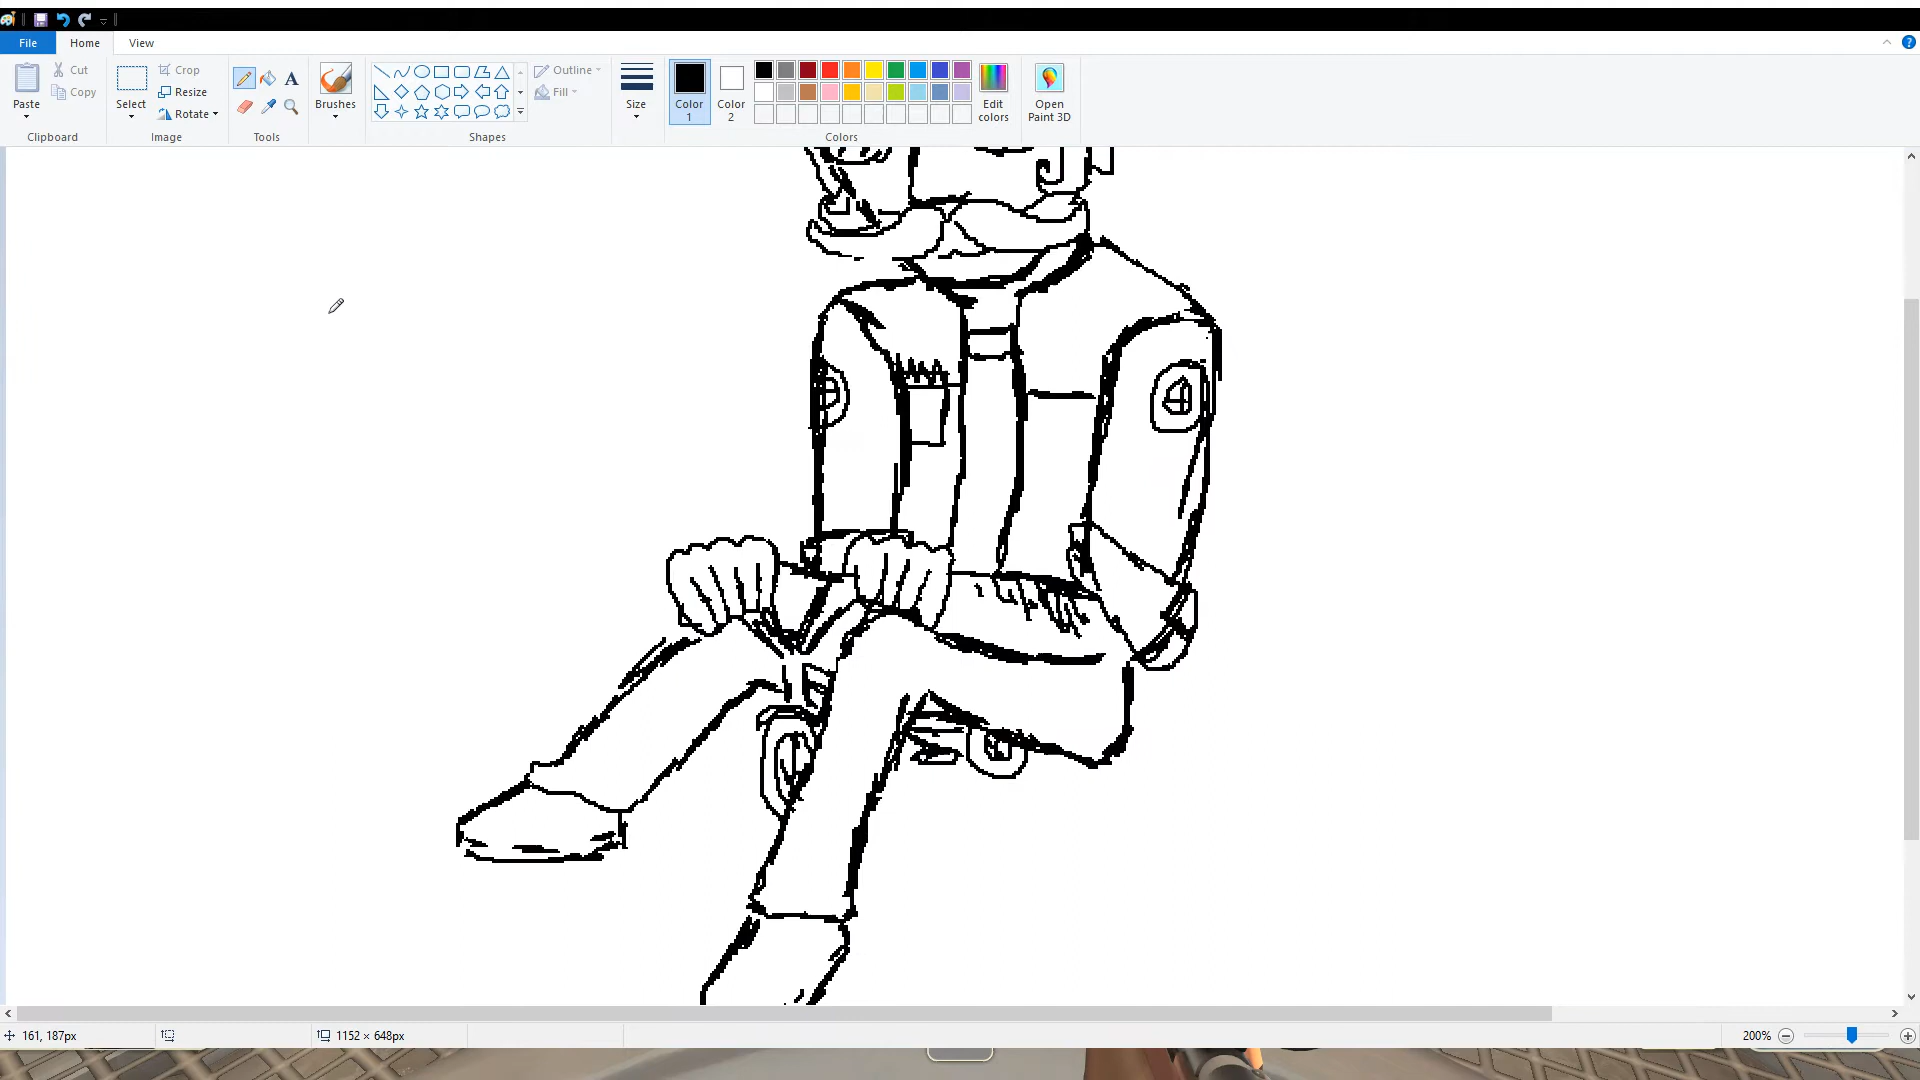 File Home View
Paste
Cut
Copy
Clipboard
Select
Crop
Resize
Rotate
Image
A
Tools
Brushes
Shapes
Outline
Fill
Size
Color
1
Color
2
Edit
colors
Colors
Open
Paint 3D
161, 187px
1152 × 648px
200%